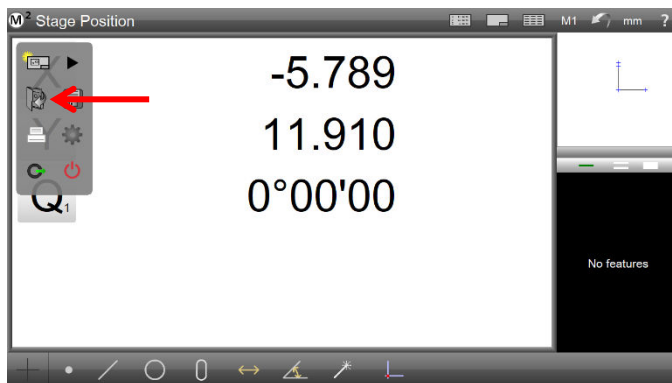 M² Stage Position M1 mm ?
-5.789
11.910
0°00'00
Q1
No features